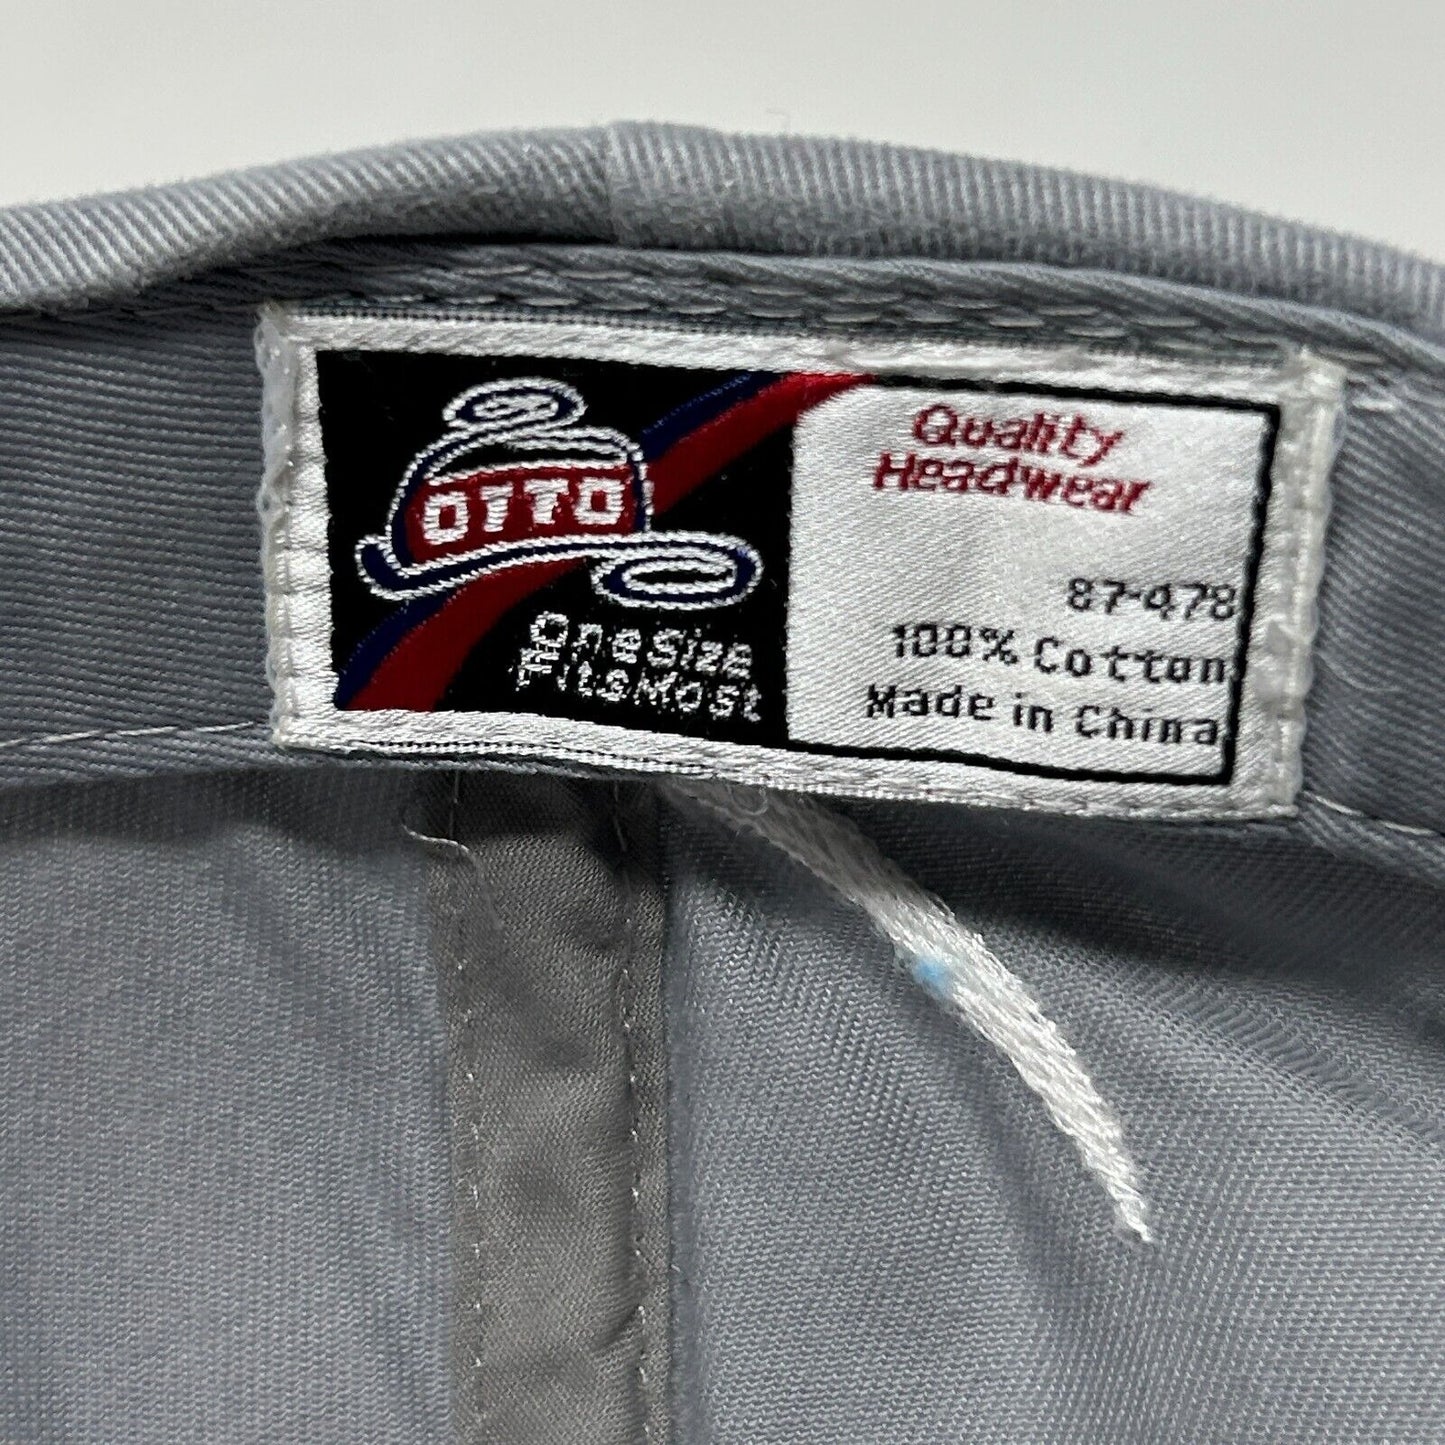 OTTO
One Size
Fits Most
Quality
Headwear
87-478
100% Cotton
Made in China